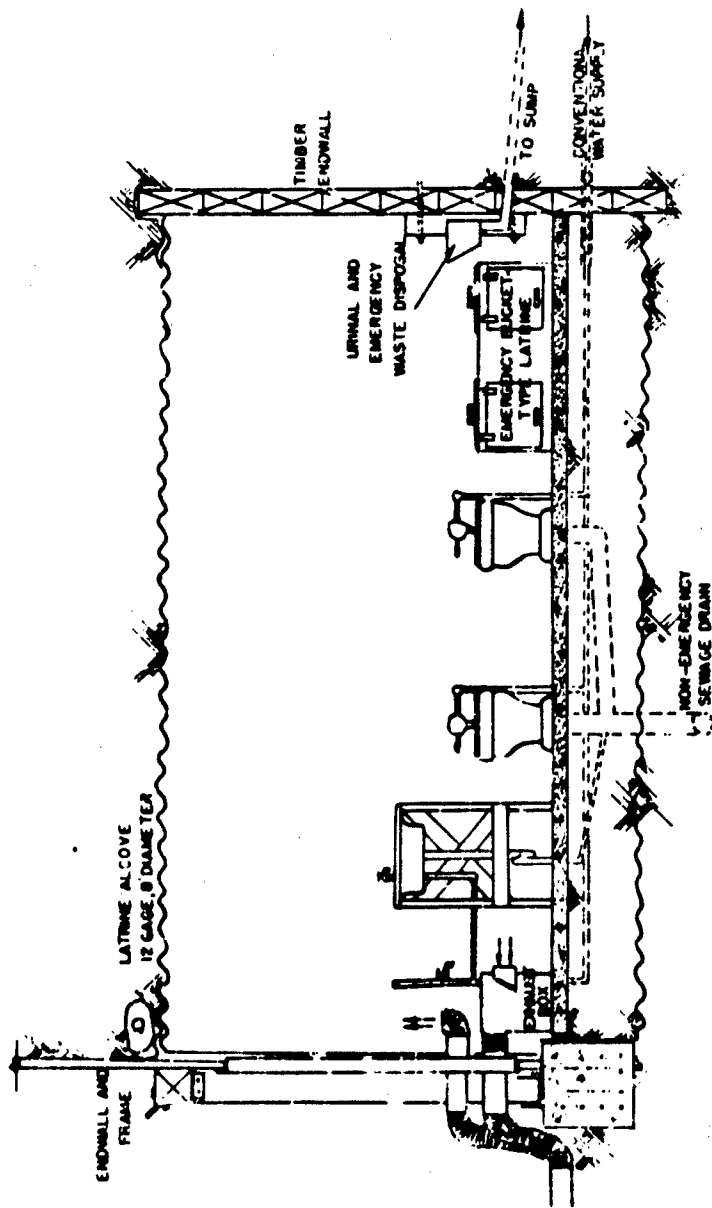 ENDWALL AND
FRAME
LATRINE ALCOVE
12 GAGE, 8' DIAMETER
EXHAUST
BOX
NON-EMERGENCY
SEWAGE DRAIN
EMERGENCY BUCKET-
TYPE LATRINE
URINAL AND
EMERGENCY
WASTE DISPOSAL
TIMBER
ENDWALL
TO SUMP
CONVENTIONAL
WATER SUPPLY